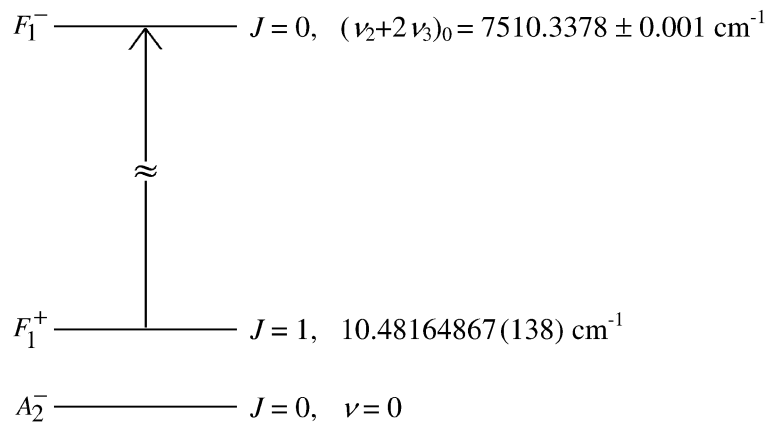 F₁⁻ J = 0, (ν₂+2ν₃)₀ = 7510.3378 ± 0.001 cm⁻¹
≈
F₁⁺ J = 1, 10.48164867(138) cm⁻¹
A₂⁻ J = 0, ν = 0